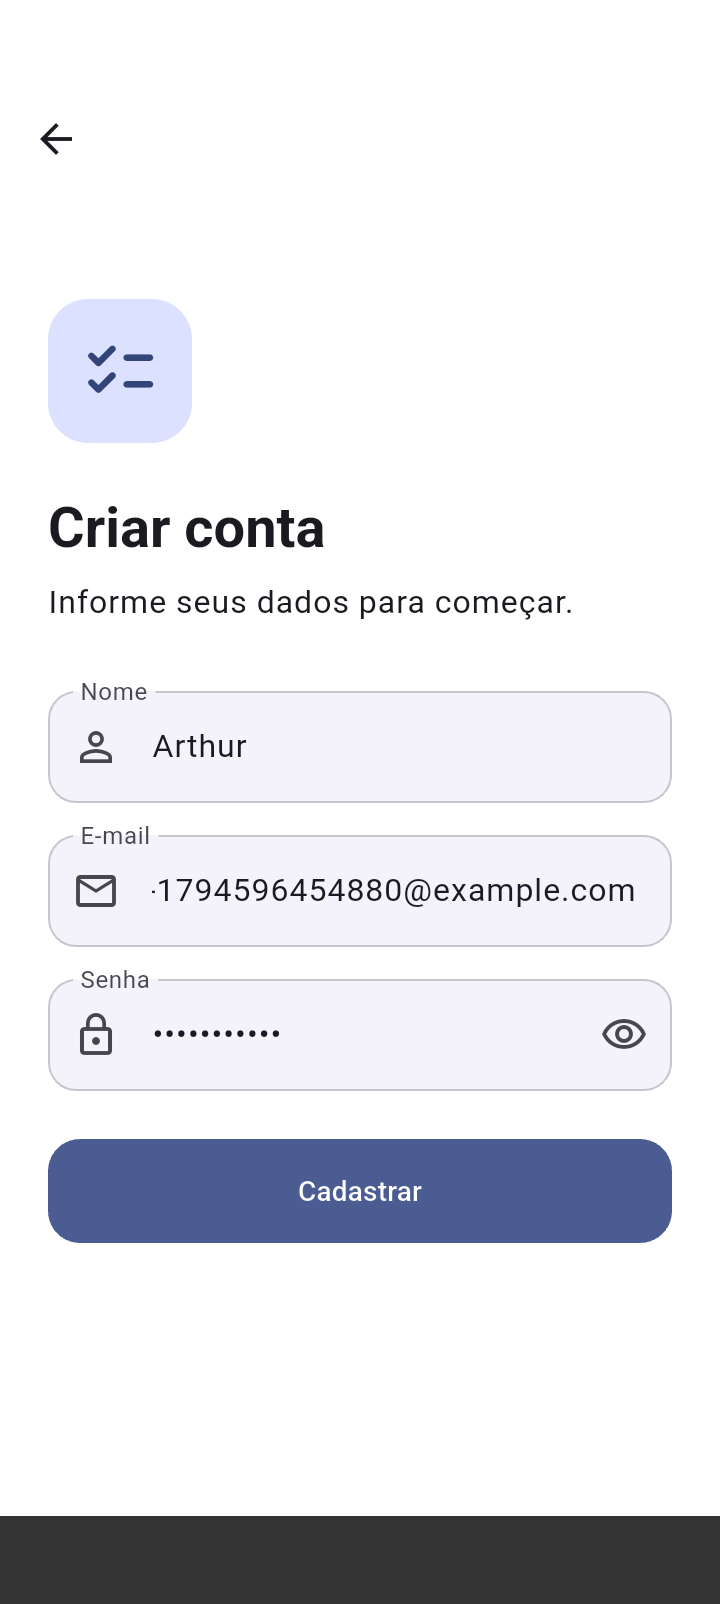 Criar conta
Informe seus dados para começar.
Nome
Arthur
E-mail
-1794596454880@example.com
Senha
•••••••••••
Cadastrar